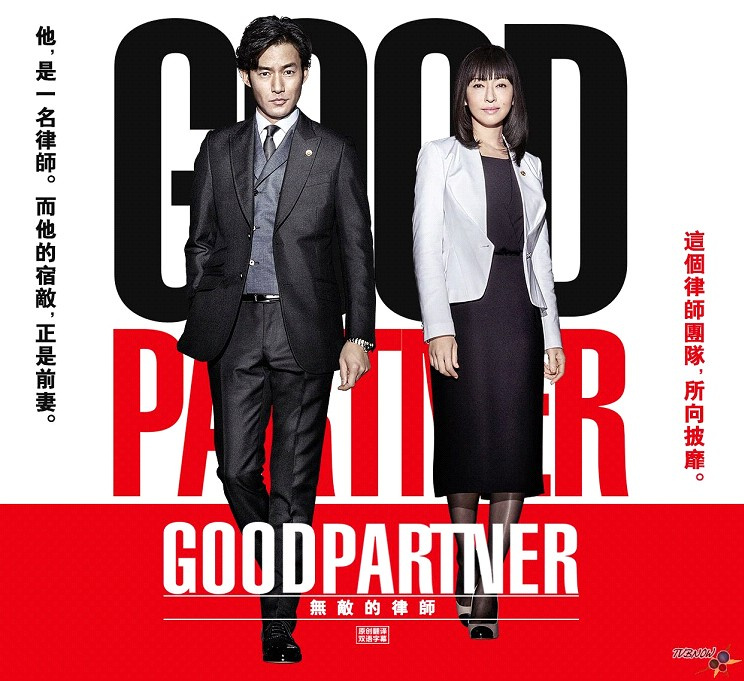 他，是一名律師。而他的宿敵，正是前妻。
GOOD
PARTNER
這個律師團隊，所向披靡。
GOODPARTNER
無敵的律師
原创翻译
双语字幕
TVBNOW